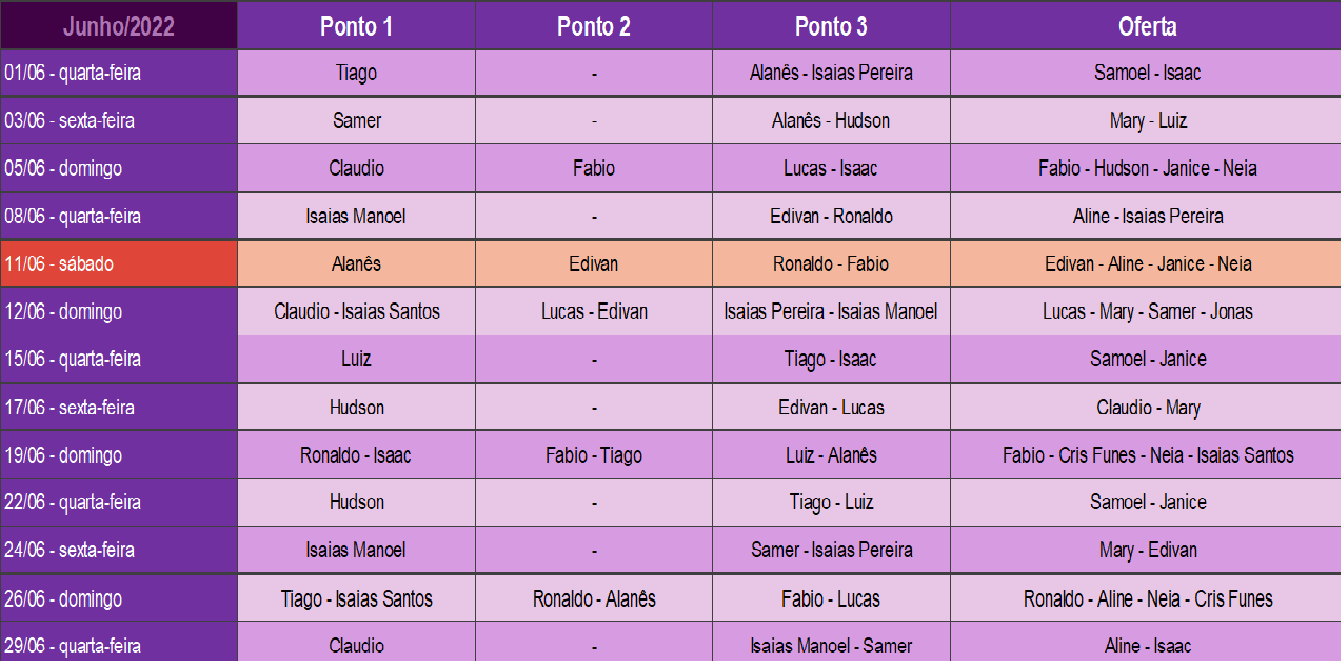 Junho/2022 Ponto 1 Ponto 2 Ponto 3 Oferta
01/06 - quarta-feira Tiago - Alanês - Isaias Pereira Samoel - Isaac
03/06 - sexta-feira Samer - Alanês - Hudson Mary - Luiz
05/06 - domingo Claudio Fabio Lucas - Isaac Fabio - Hudson - Janice - Neia
08/06 - quarta-feira Isaias Manoel - Edivan - Ronaldo Aline - Isaias Pereira
11/06 - sábado Alanês Edivan Ronaldo - Fabio Edivan - Aline - Janice - Neia
12/06 - domingo Claudio - Isaias Santos Lucas - Edivan Isaias Pereira - Isaias Manoel Lucas - Mary - Samer - Jonas
15/06 - quarta-feira Luiz - Tiago - Isaac Samoel - Janice
17/06 - sexta-feira Hudson - Edivan - Lucas Claudio - Mary
19/06 - domingo Ronaldo - Isaac Fabio - Tiago Luiz - Alanês Fabio - Cris Funes - Neia - Isaias Santos
22/06 - quarta-feira Hudson - Tiago - Luiz Samoel - Janice
24/06 - sexta-feira Isaias Manoel - Samer - Isaias Pereira Mary - Edivan
26/06 - domingo Tiago - Isaias Santos Ronaldo - Alanês Fabio - Lucas Ronaldo - Aline - Neia - Cris Funes
29/06 - quarta-feira Claudio - Isaias Manoel - Samer Aline - Isaac